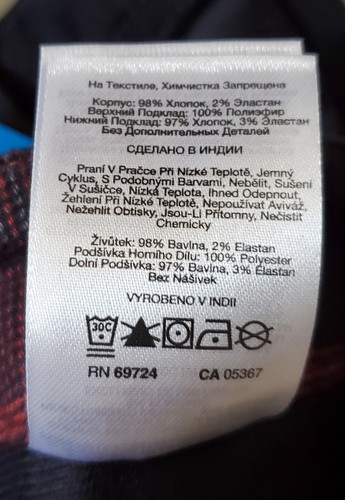 На Текстиле, Химчистка Запрещена
Корпус: 98% Хлопок, 2% Эластан
Верхний Подклад: 100% Полиэфир
Нижний Подклад: 97% Хлопок, 3% Эластан
Без Дополнительных Деталей
СДЕЛАНО В ИНДИИ
Praní V Pračce Při Nízké Teplotě, Jemný
Cyklus, S Podobnými Barvami, Nebělit, Sušení
V Sušičce, Nízká Teplota, Ihned Odepnout,
Žehlení Při Nízké Teplotě, Nepoužívat Aviváž,
Nežehlit Obtisky, Jsou-Li Přítomny, Nečistit
Chemicky
Živůtek: 98% Bavlna, 2% Elastan
Podšívka Horního Dílu: 100% Polyester
Dolní Podšívka: 97% Bavlna, 3% Elastan
Bez Nášivek
VYROBENO V INDII
30C
RN 69724 CA 05367